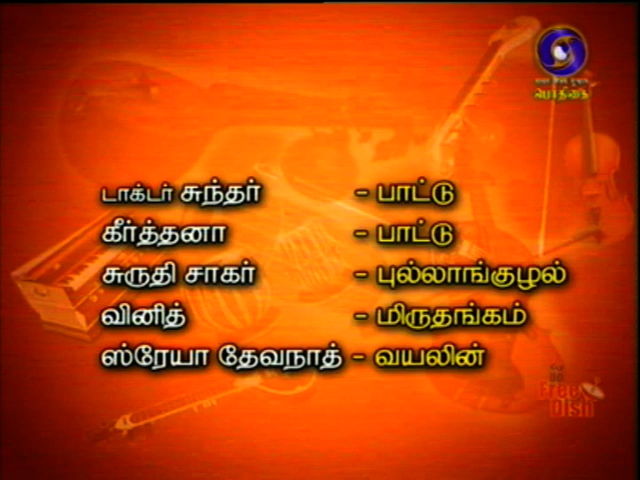 பொதிகை
டாக்டர் சுந்தர் - பாட்டு
கீர்த்தனா - பாட்டு
சுருதி சாகர் - புல்லாங்குழல்
வினித் - மிருதங்கம்
ஸ்ரேயா தேவநாத் - வயலின்
Free
Dish